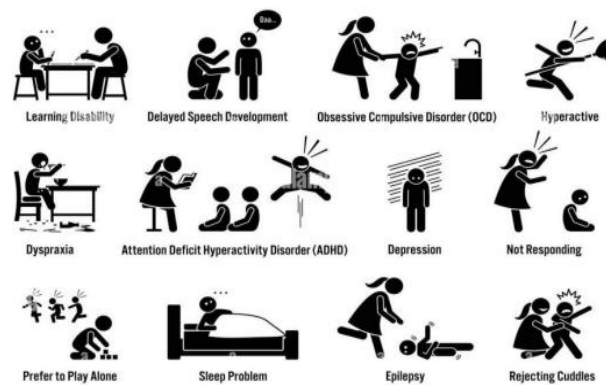 Daa...
Learning Disability
Delayed Speech Development
Obsessive Compulsive Disorder (OCD)
Hyperactive
Dyspraxia
Attention Deficit Hyperactivity Disorder (ADHD)
Depression
Not Responding
Prefer to Play Alone
Sleep Problem
Epilepsy
Rejecting Cuddles